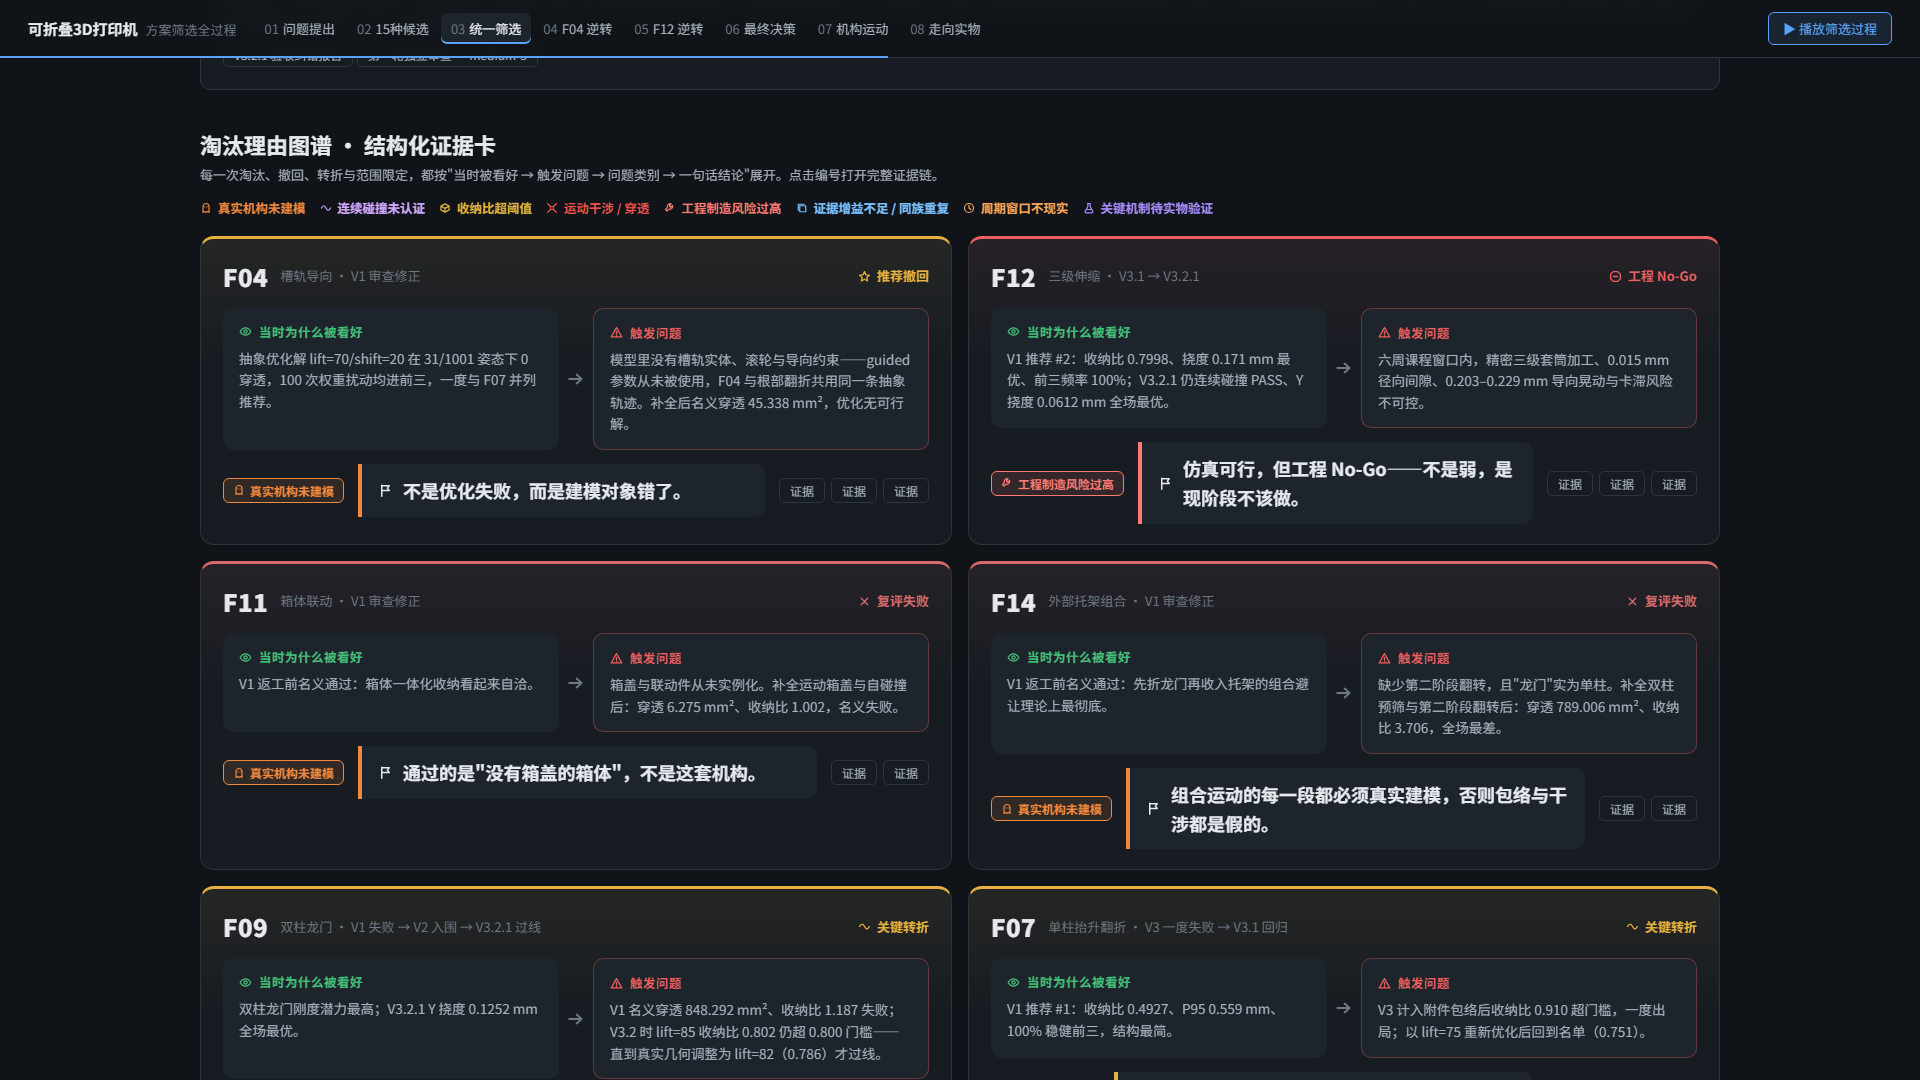 可折叠3D打印机 方案筛选全过程 01 问题提出 02 15种候选 03 统一筛选 04 F04 逆转 05 F12 逆转 06 最终决策 07 机构运动 08 走向实物 ▶ 播放筛选过程
淘汰理由图谱 · 结构化证据卡
每一次淘汰、撤回、转折与范围限定，都按"当时被看好 → 触发问题 → 问题类别 → 一句话结论"展开。点击编号打开完整证据链。
真实机构未建模 连续碰撞未认证 收纳比超阈值 运动干涉 / 穿透 工程制造风险过高 证据增益不足 / 同族重复 周期窗口不现实 关键机制待实物验证
F04 槽轨导向 · V1 审查修正 推荐撤回
当时为什么被看好
抽象优化解 lift=70/shift=20 在 31/1001 姿态下 0
穿透，100 次权重扰动均进前三，一度与 F07 并列
推荐。
触发问题
模型里没有槽轨实体、滚轮与导向约束——guided
参数从未被使用，F04 与根部翻折共用同一条抽象
轨迹。补全后名义穿透 45.338 mm²，优化无可行
解。
真实机构未建模
不是优化失败，而是建模对象错了。
证据 证据 证据
F12 三级伸缩 · V3.1 → V3.2.1 工程 No-Go
当时为什么被看好
V1 推荐 #2：收纳比 0.7998、挠度 0.171 mm 最
优、前三频率 100%；V3.2.1 仍连续碰撞 PASS、Y
挠度 0.0612 mm 全场最优。
触发问题
六周课程窗口内，精密三级套筒加工、0.015 mm
径向间隙、0.203–0.229 mm 导向晃动与卡滞风险
不可控。
工程制造风险过高
仿真可行，但工程 No-Go——不是弱，是
现阶段不该做。
证据 证据 证据
F11 箱体联动 · V1 审查修正 复评失败
当时为什么被看好
V1 返工前名义通过：箱体一体化收纳看起来自洽。
触发问题
箱盖与联动件从未实例化。补全运动箱盖与自碰撞
后：穿透 6.275 mm²、收纳比 1.002，名义失败。
真实机构未建模
通过的是"没有箱盖的箱体"，不是这套机构。
证据 证据
F14 外部托架组合 · V1 审查修正 复评失败
当时为什么被看好
V1 返工前名义通过：先折龙门再收入托架的组合避
让理论上最彻底。
触发问题
缺少第二阶段翻转，且"龙门"实为单柱。补全双柱
预筛与第二阶段翻转后：穿透 789.006 mm²、收纳
比 3.706，全场最差。
真实机构未建模
组合运动的每一段都必须真实建模，否则包络与干
涉都是假的。
证据 证据
F09 双柱龙门 · V1 失败 → V2 入围 → V3.2.1 过线 关键转折
当时为什么被看好
双柱龙门刚度潜力最高；V3.2.1 Y 挠度 0.1252 mm
全场最优。
触发问题
V1 名义穿透 848.292 mm²、收纳比 1.187 失败；
V3.2 时 lift=85 收纳比 0.802 仍超 0.800 门槛——
直到真实几何调整为 lift=82（0.786）才过线。
F07 单柱抬升翻折 · V3 一度失败 → V3.1 回归 关键转折
当时为什么被看好
V1 推荐 #1：收纳比 0.4927、P95 0.559 mm、
100% 稳健前三，结构最简。
触发问题
V3 计入附件包络后收纳比 0.910 超门槛，一度出
局；以 lift=75 重新优化后回到名单（0.751）。